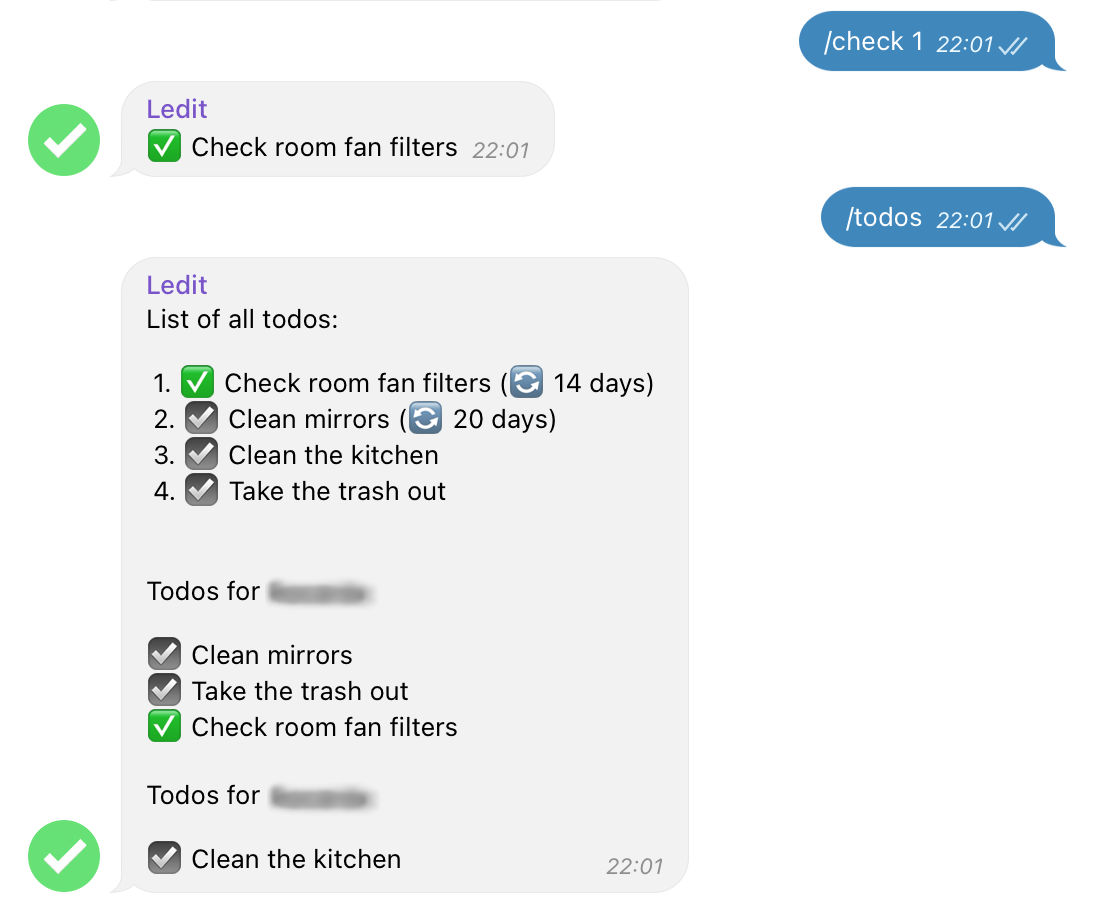 /check 1 22:01
Ledit
✅ Check room fan filters 22:01
/todos 22:01
Ledit
List of all todos:
1. ✅ Check room fan filters (🔄 14 days)
2. ☑️ Clean mirrors (🔄 20 days)
3. ☑️ Clean the kitchen
4. ☑️ Take the trash out
Todos for
☑️ Clean mirrors
☑️ Take the trash out
✅ Check room fan filters
Todos for
☑️ Clean the kitchen 22:01